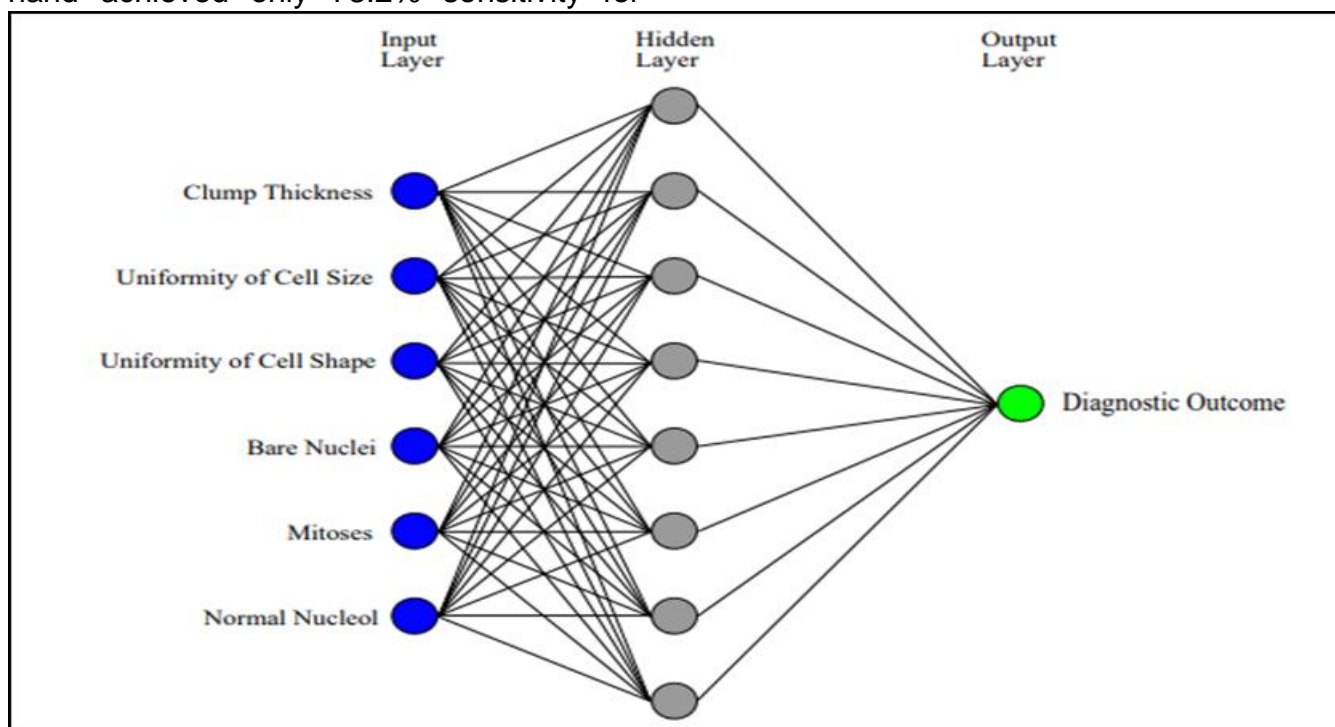 hand achieved only 78.2% sensitivity for
Input
Layer
Hidden
Layer
Output
Layer
Clump Thickness
Uniformity of Cell Size
Uniformity of Cell Shape
Bare Nuclei
Mitoses
Normal Nucleol
Diagnostic Outcome